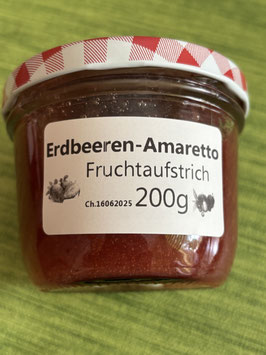 Erdbeeren-Amaretto
Fruchtaufstrich
Ch.16062025 200g